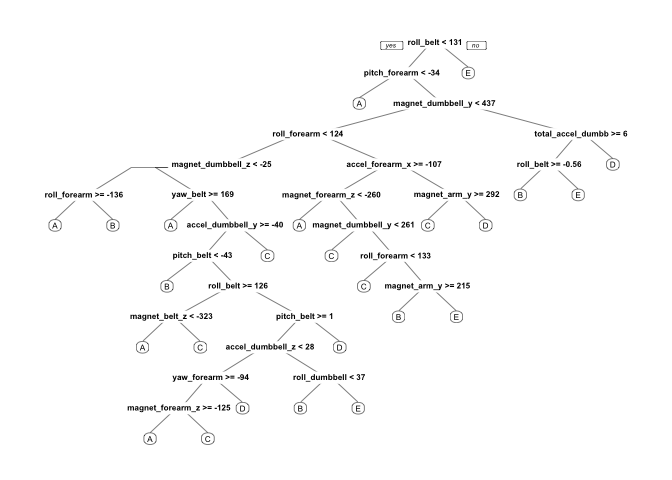 yes roll_belt < 131 no
pitch_forearm < -34 E
A magnet_dumbbell_y < 437
roll_forearm < 124 total_accel_dumbb >= 6
magnet_dumbbell_z < -25 accel_forearm_x >= -107 roll_belt >= -0.56 D
roll_forearm >= -136 yaw_belt >= 169 magnet_forearm_z < -260 magnet_arm_y >= 292 B E
A B A accel_dumbbell_y >= -40 A magnet_dumbbell_y < 261 C D
pitch_belt < -43 C C roll_forearm < 133
B roll_belt >= 126 C magnet_arm_y >= 215
magnet_belt_z < -323 pitch_belt >= 1 B E
A C accel_dumbbell_z < 28 D
yaw_forearm >= -94 roll_dumbbell < 37
magnet_forearm_z >= -125 D B E
A C